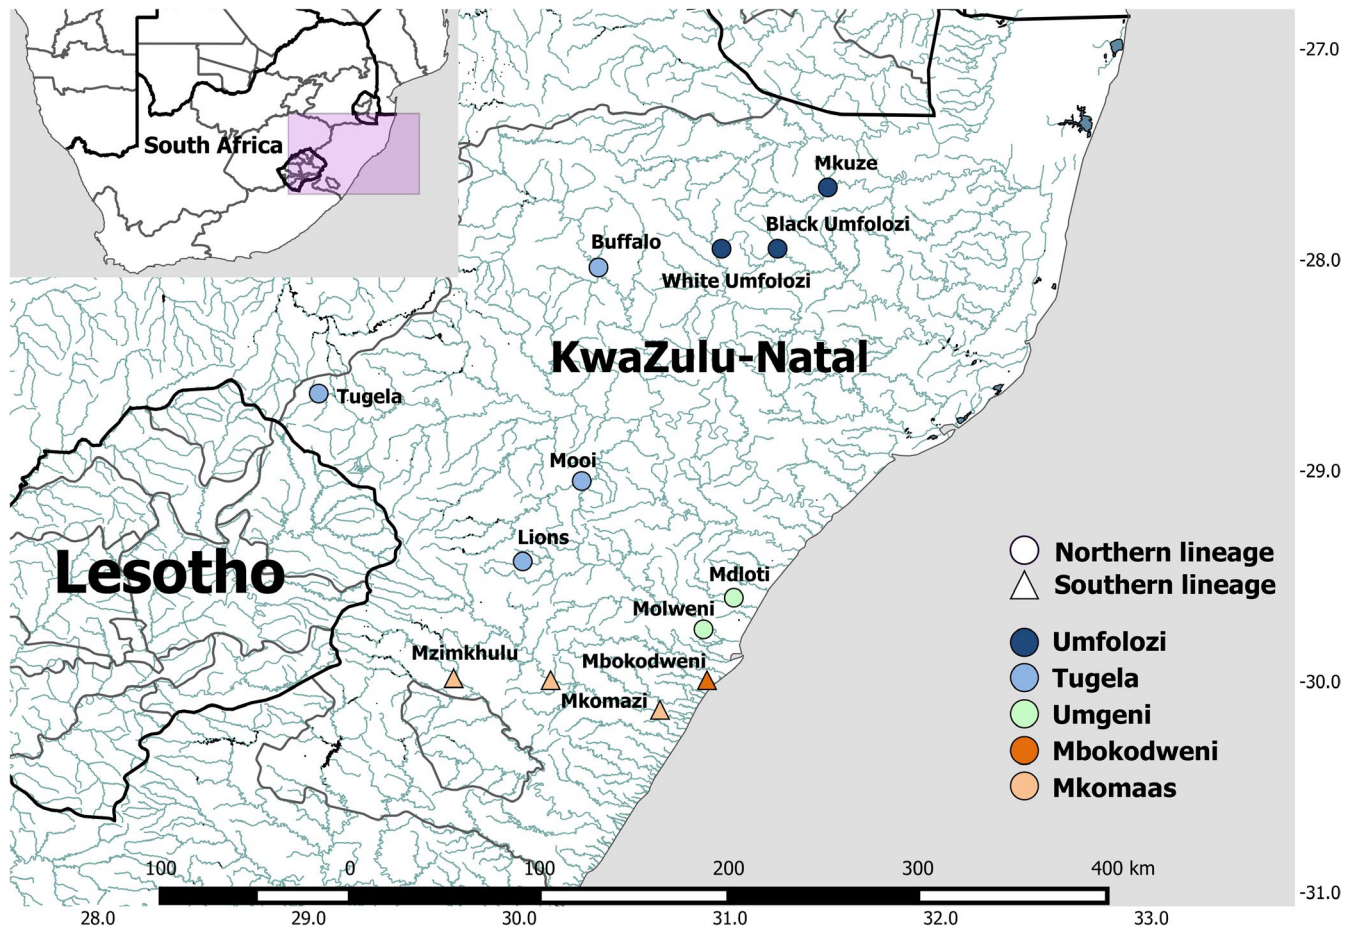 South Africa
-27.0
Mkuze
Black Umfolozi
Buffalo
-28.0
White Umfolozi
KwaZulu-Natal
Tugela
Mooi
-29.0
Lions
Northern lineage
Lesotho
Mdloti
Southern lineage
Molweni
Umfolozi
Mzimkhulu
Mbokodweni
Tugela
-30.0
Mkomazi
Umgeni
Mbokodweni
Mkomaas
100 0 100 200 300 400 km
-31.0
28.0 29.0 30.0 31.0 32.0 33.0